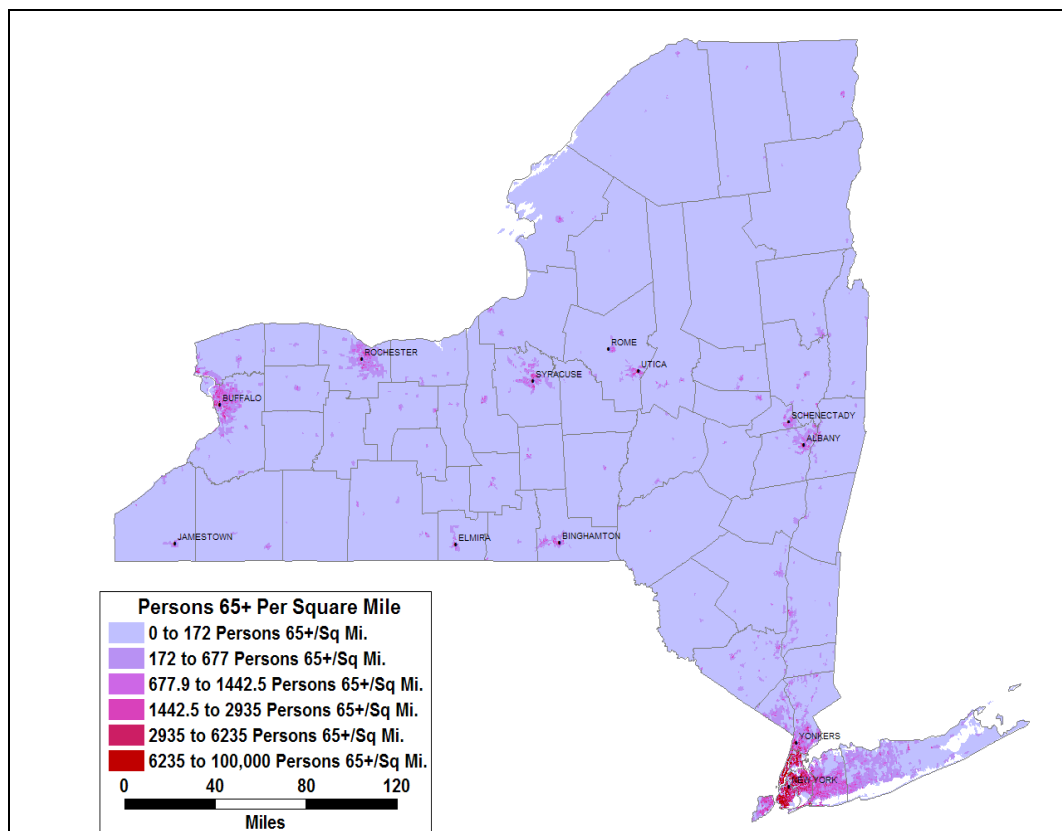 ROME
ROCHESTER
UTICA
SYRACUSE
BUFFALO
SCHENECTADY
ALBANY
JAMESTOWN
ELMIRA
BINGHAMTON
Persons 65+ Per Square Mile
0 to 172 Persons 65+/Sq Mi.
172 to 677 Persons 65+/Sq Mi.
677.9 to 1442.5 Persons 65+/Sq Mi.
1442.5 to 2935 Persons 65+/Sq Mi.
2935 to 6235 Persons 65+/Sq Mi.
6235 to 100,000 Persons 65+/Sq Mi.
0 40 80 120
Miles
YONKERS
NEW YORK